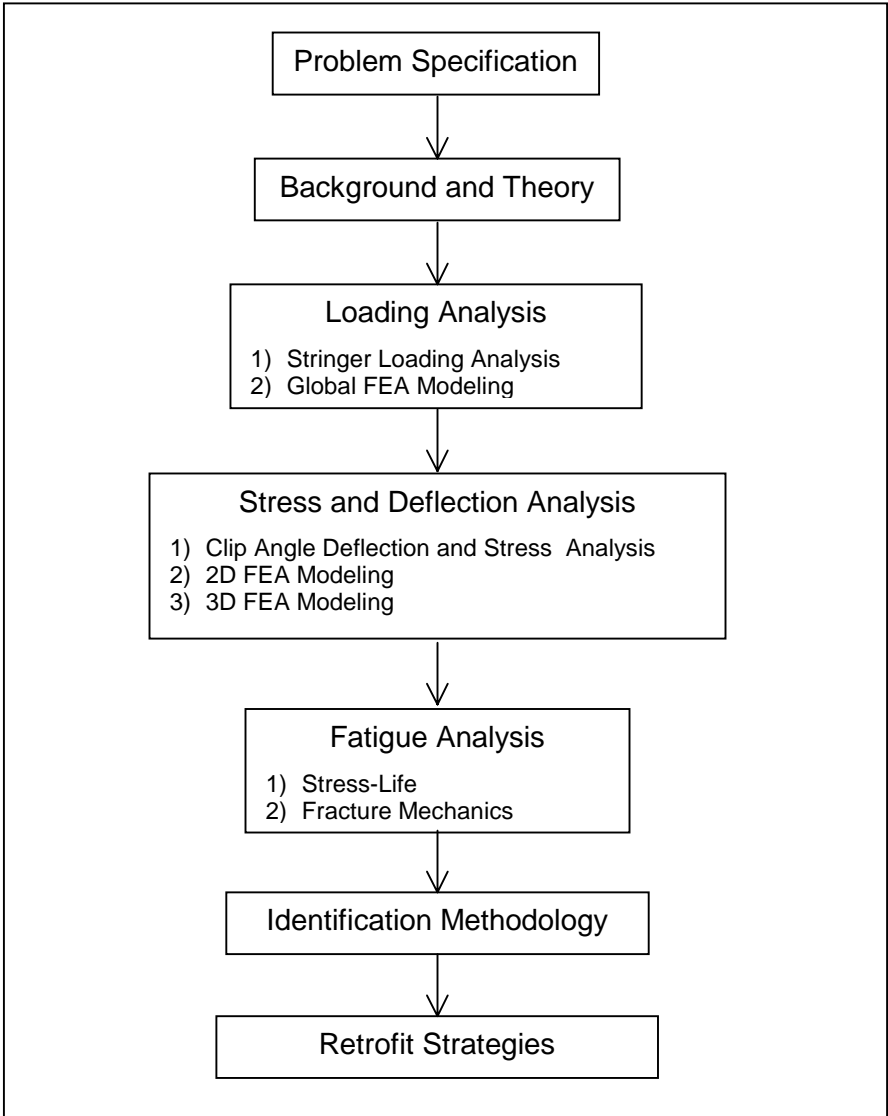 Problem Specification
Background and Theory
Loading Analysis
1) Stringer Loading Analysis
2) Global FEA Modeling
Stress and Deflection Analysis
1) Clip Angle Deflection and Stress Analysis
2) 2D FEA Modeling
3) 3D FEA Modeling
Fatigue Analysis
1) Stress-Life
2) Fracture Mechanics
Identification Methodology
Retrofit Strategies